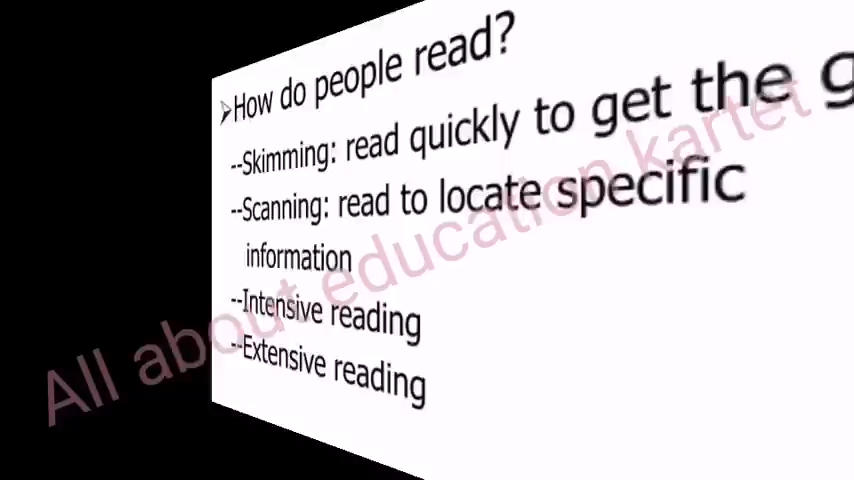 ➢How do people read?
--Skimming: read quickly to get the
--Scanning: read to locate specific
information
--Intensive reading
--Extensive reading
All about education kartet